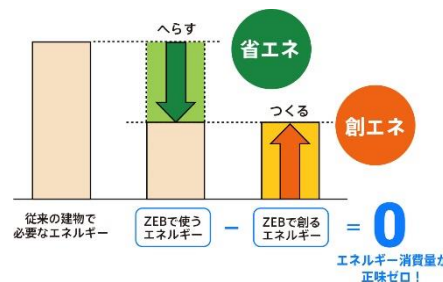 へらす
省エネ
つくる
創エネ
従来の建物で
必要なエネルギー
ZEBで使う
エネルギー
−
ZEBで創る
エネルギー
= 0
エネルギー消費量が
正味ゼロ！